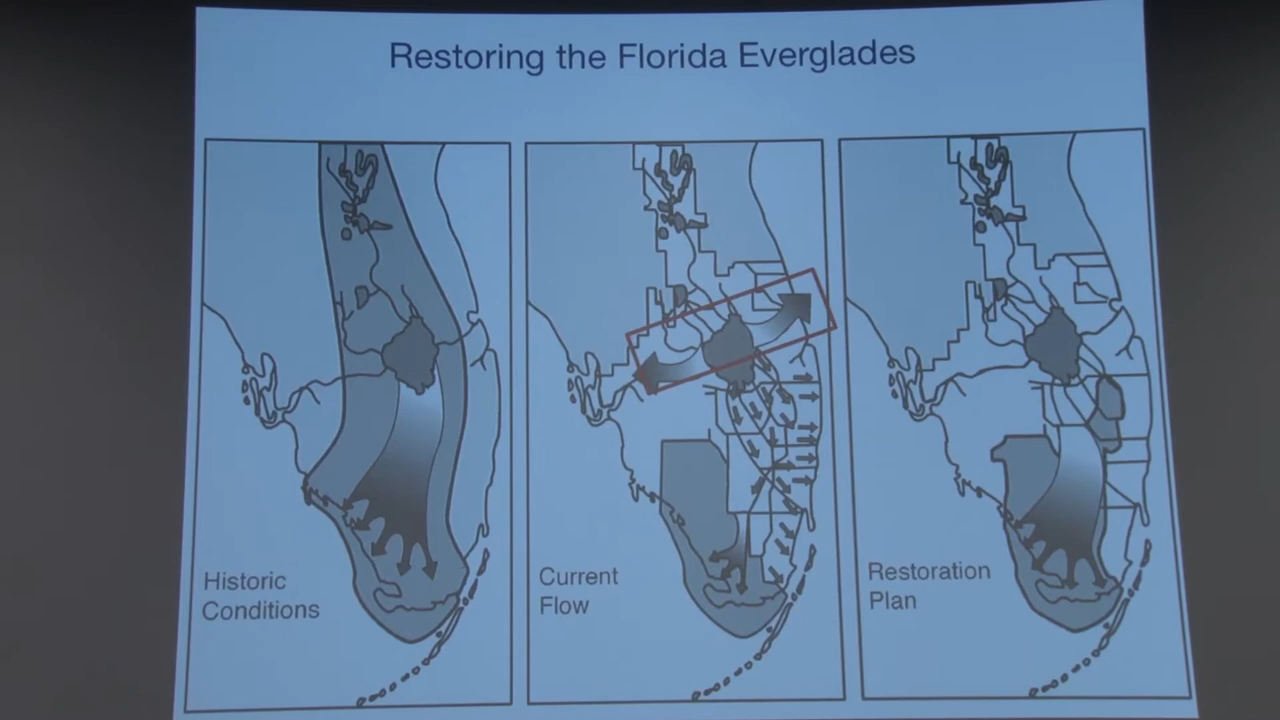 Restoring the Florida Everglades
Historic
Conditions
Current
Flow
Restoration
Plan